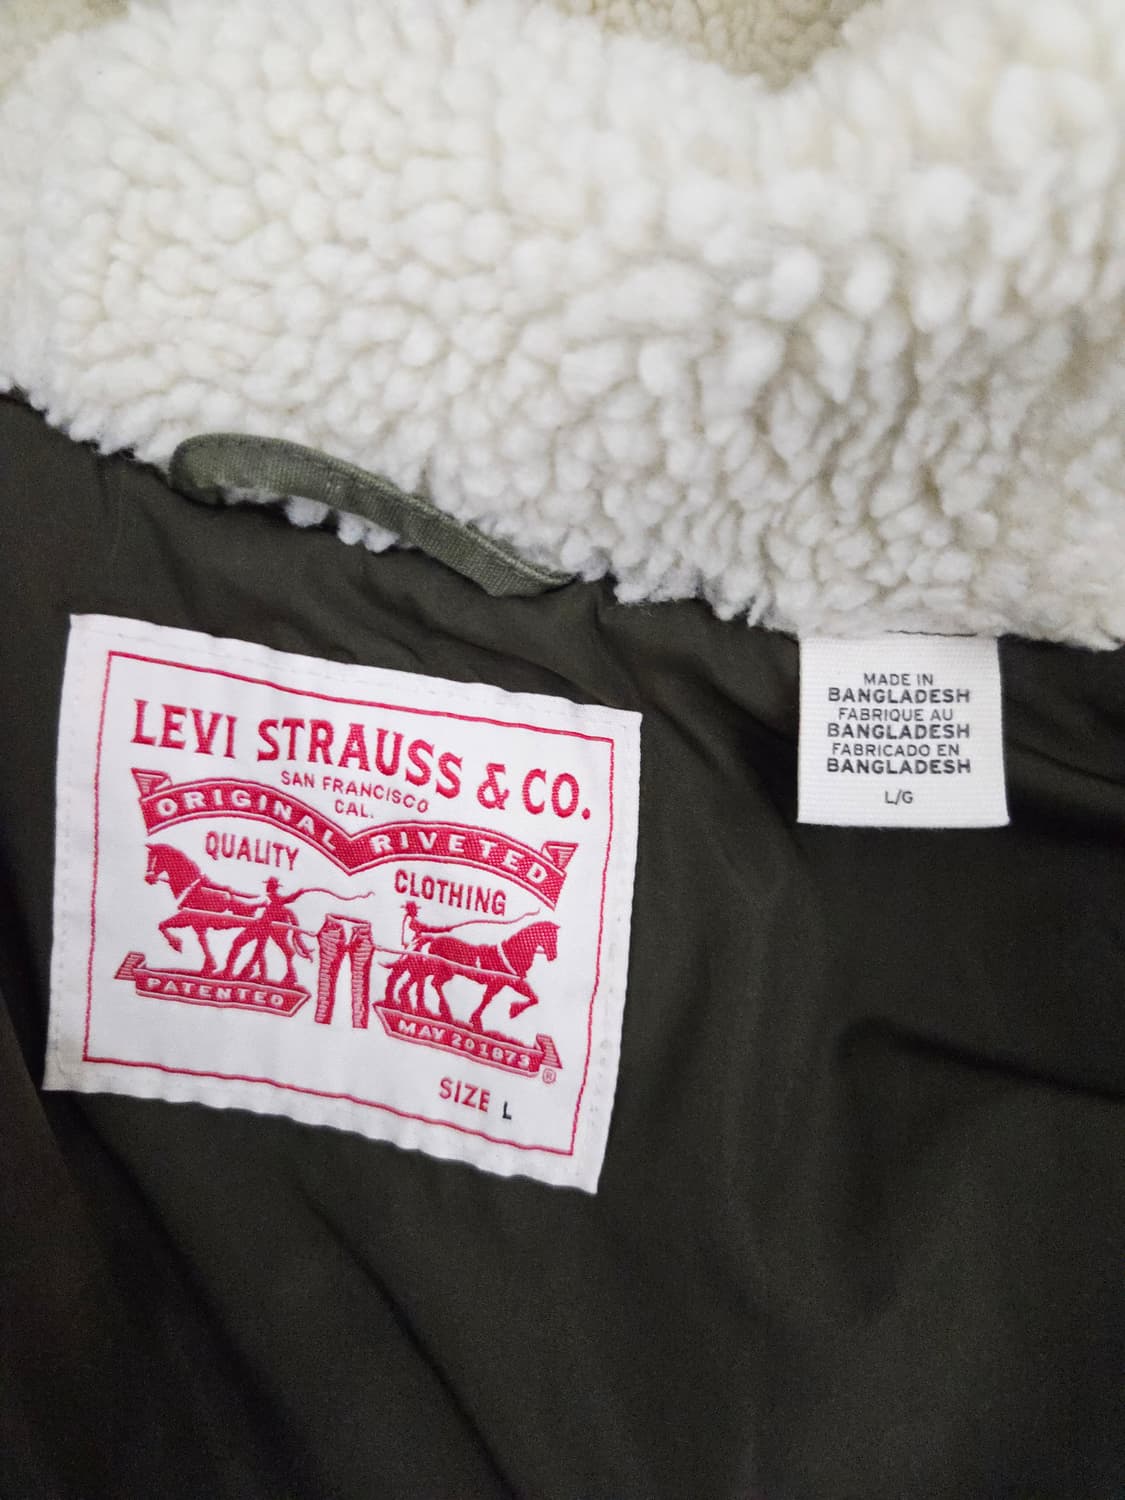 LEVI STRAUSS & CO.
SAN FRANCISCO
CAL.
ORIGINAL RIVETED
QUALITY
CLOTHING
PATENTED
MAY 20 1873
®
SIZE L
MADE IN
BANGLADESH
FABRIQUE AU
BANGLADESH
FABRICADO EN
BANGLADESH
L/G